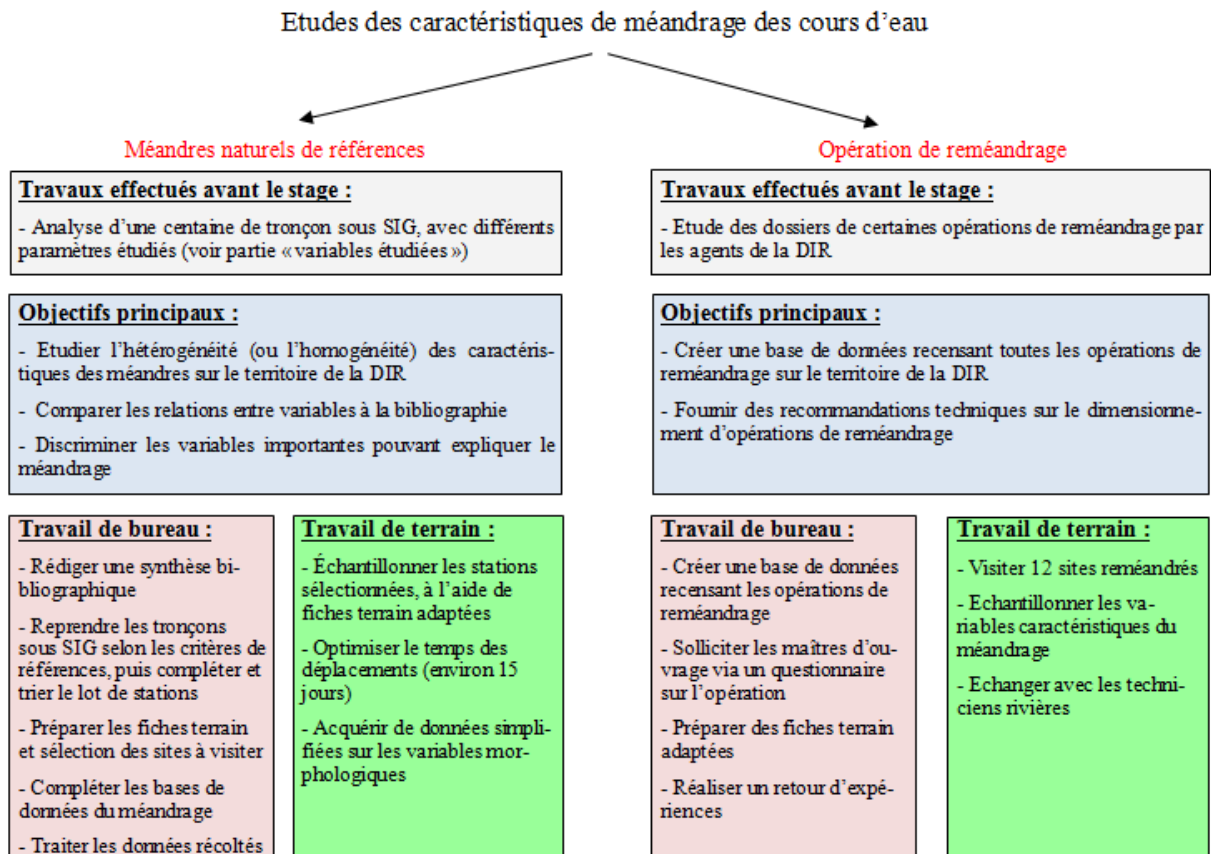 Etudes des caractéristiques de méandrage des cours d'eau
Méandres naturels de références
Travaux effectués avant le stage :
- Analyse d'une centaine de tronçon sous SIG, avec différents
paramètres étudiés (voir partie « variables étudiées »)
Objectifs principaux :
- Etudier l'hétérogénéité (ou l'homogénéité) des caractéris-
tiques des méandres sur le territoire de la DIR
- Comparer les relations entre variables à la bibliographie
- Discriminer les variables importantes pouvant expliquer le
méandrage
Travail de bureau :
- Rédiger une synthèse bi-
bliographique
- Reprendre les tronçons
sous SIG selon les critères de
références, puis compléter et
trier le lot de stations
- Préparer les fiches terrain
et sélection des sites à visiter
- Compléter les bases de
données du méandrage
- Traiter les données récoltés
Travail de terrain :
- Échantillonner les stations
sélectionnées, à l'aide de
fiches terrain adaptées
- Optimiser le temps des
déplacements (environ 15
jours)
- Acquérir de données simpli-
fiées sur les variables mor-
phologiques
Opération de reméandrage
Travaux effectués avant le stage :
- Etude des dossiers de certaines opérations de reméandrage par
les agents de la DIR
Objectifs principaux :
- Créer une base de données recensant toutes les opérations de
reméandrage sur le territoire de la DIR
- Fournir des recommandations techniques sur le dimensionne-
ment d'opérations de reméandrage
Travail de bureau :
- Créer une base de données
recensant les opérations de
reméandrage
- Solliciter les maîtres d'ou-
vrage via un questionnaire
sur l'opération
- Préparer des fiches terrain
adaptées
- Réaliser un retour d'expé-
riences
Travail de terrain :
- Visiter 12 sites reméandrés
- Echantillonner les va-
riables caractéristiques du
méandrage
- Echanger avec les techni-
ciens rivières